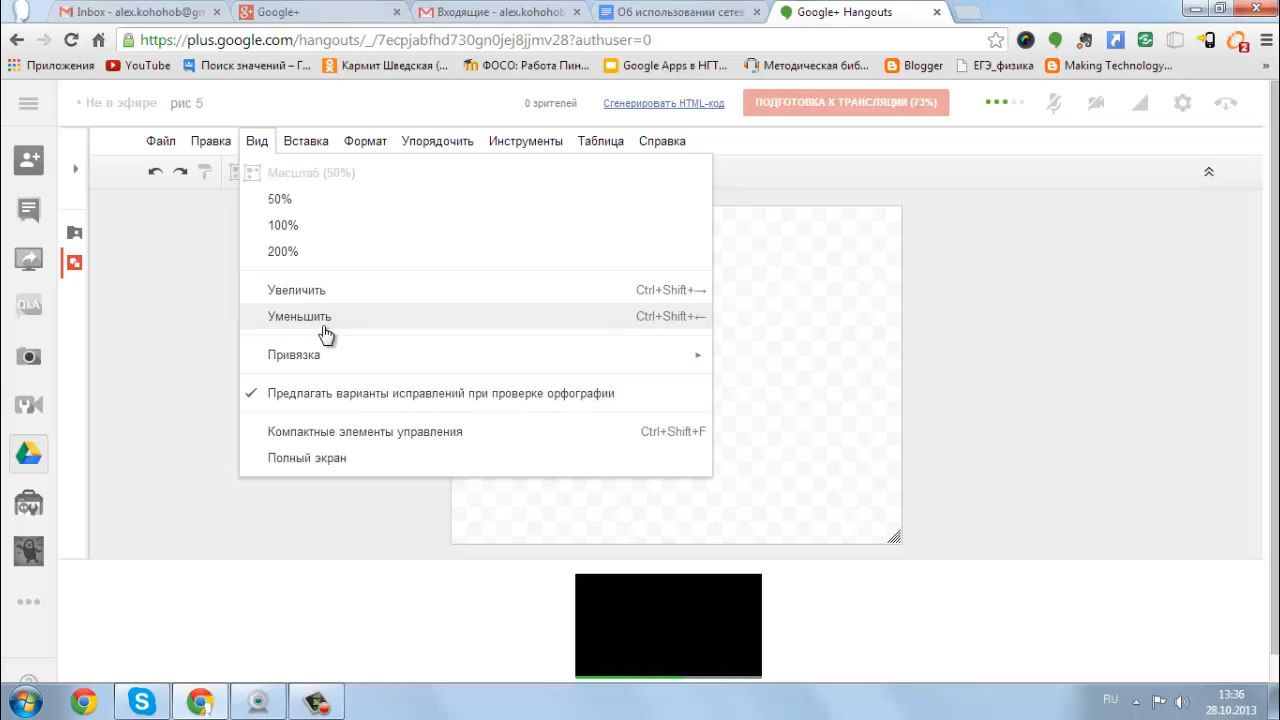 Inbox - alex.kohohob@gm
Google+
Входящие - alex.kohohob
Об использовании сетев
Google+ Hangouts
https://plus.google.com/hangouts/_/7ecpjabfhd730gn0jej8jjmv28?authuser=0
Приложения
YouTube
Поиск значений – Г...
Кармит Шведская (...
ФОСО: Работа Пин...
Google Apps в НГТ...
Методическая биб...
Blogger
ЕГЭ_физика
Making Technology...
»
• Не в эфире
рис 5
0 зрителей
Сгенерировать HTML-код
ПОДГОТОВКА К ТРАНСЛЯЦИИ (73%)
Файл
Правка
Вид
Вставка
Формат
Упорядочить
Инструменты
Таблица
Справка
Масштаб (50%)
50%
100%
200%
Увеличить Ctrl+Shift+→
Уменьшить Ctrl+Shift+←
Привязка
Предлагать варианты исправлений при проверке орфографии
Компактные элементы управления Ctrl+Shift+F
Полный экран
Q&A
RU
13:36
28.10.2013